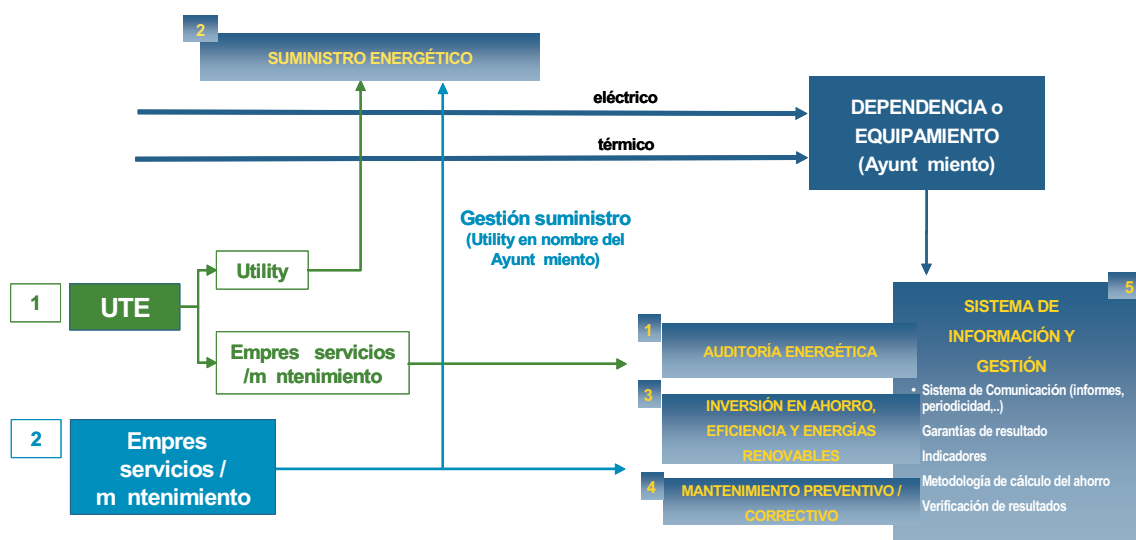 2
SUMINISTRO ENERGÉTICO
eléctrico
térmico
DEPENDENCIA o
EQUIPAMIENTO
(Ayunt miento)
Gestión suministro
(Utility en nombre del
Ayunt miento)
1
UTE
Utility
Empres servicios
/m ntenimiento
2
Empres
servicios /
m ntenimiento
1
AUDITORÍA ENERGÉTICA
3
INVERSIÓN EN AHORRO,
EFICIENCIA Y ENERGÍAS
RENOVABLES
4
MANTENIMIENTO PREVENTIVO /
CORRECTIVO
5
SISTEMA DE
INFORMACIÓN Y
GESTIÓN
• Sistema de Comunicación (informes,
periodicidad,..)
Garantías de resultado
Indicadores
Metodología de cálculo del ahorro
Verificación de resultados